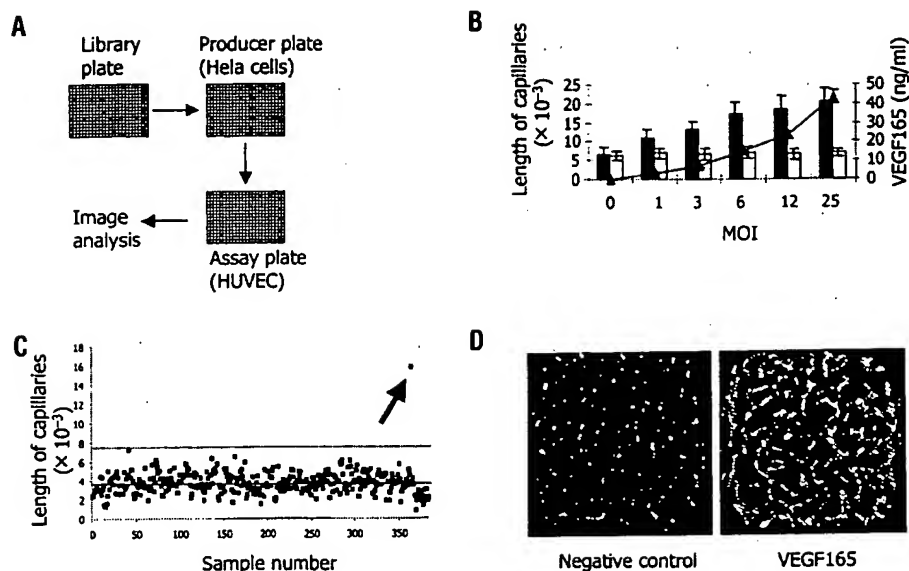 A
Library
plate
Producer plate
(Hela cells)
Image
analysis
Assay plate
(HUVEC)
B
Length of capillaries
(× 10⁻³)
25
20
15
10
5
0
50
40
30
20
10
0
VEGF165 (ng/ml)
0 1 3 6 12 25
MOI
C
Length of capillaries
(× 10⁻³)
18
16
14
12
10
8
6
4
2
0
0 50 100 150 200 250 300 350
Sample number
D
Negative control VEGF165